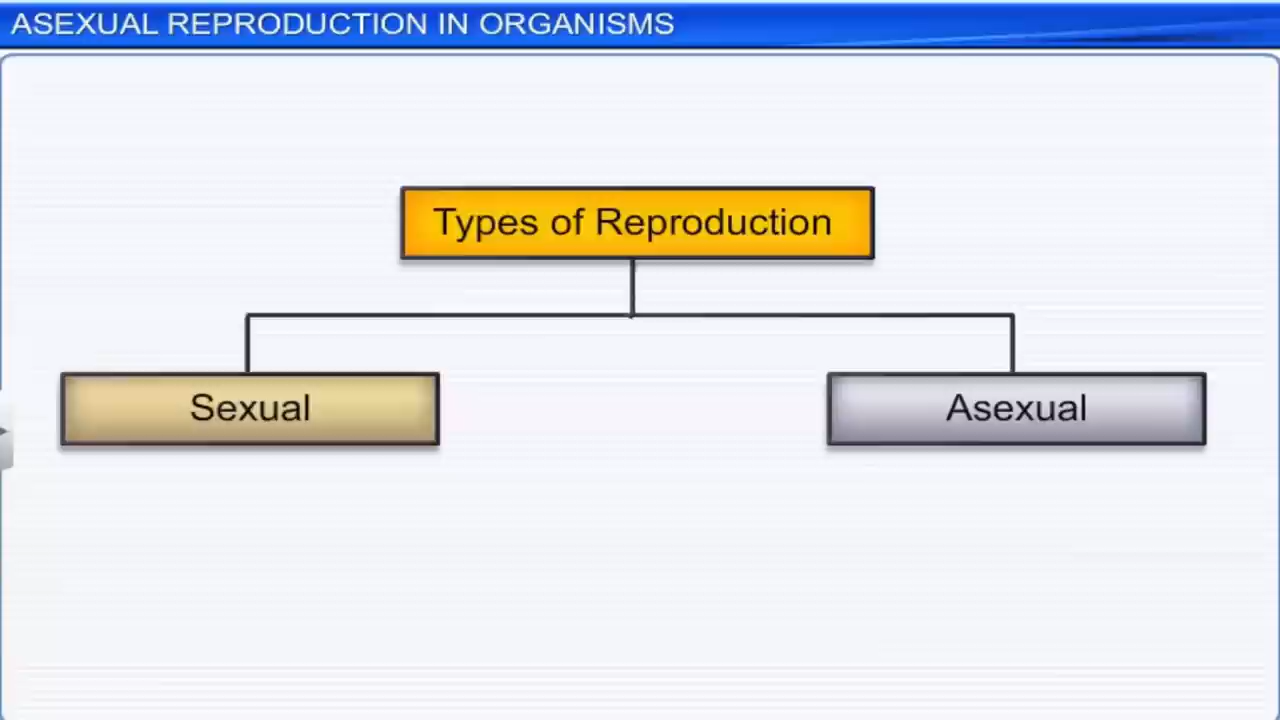 ASEXUAL REPRODUCTION IN ORGANISMS
Types of Reproduction
Sexual
Asexual